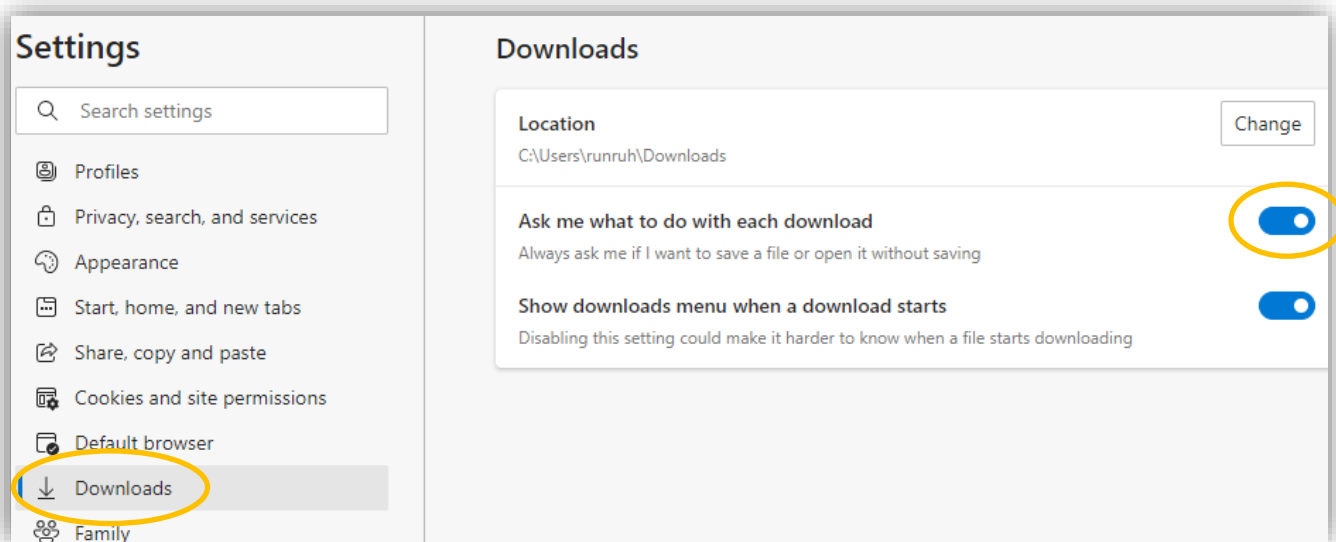 Settings
Search settings
Profiles
Privacy, search, and services
Appearance
Start, home, and new tabs
Share, copy and paste
Cookies and site permissions
Default browser
Downloads
Family
Downloads
Location
Change
C:\Users\runruh\Downloads
Ask me what to do with each download
Always ask me if I want to save a file or open it without saving
Show downloads menu when a download starts
Disabling this setting could make it harder to know when a file starts downloading